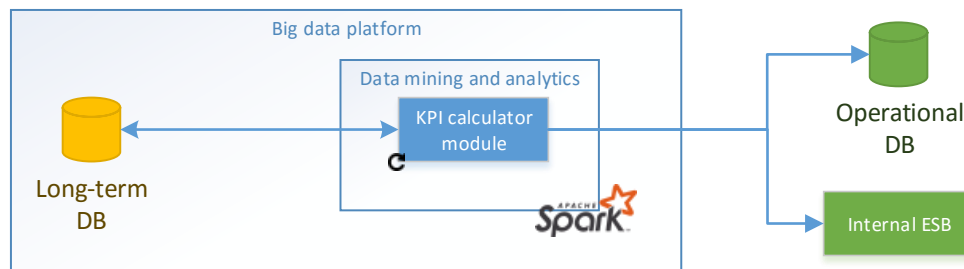 Big data platform
Data mining and analytics
KPI calculator
module
Long-term
DB
APACHE
Spark
Operational
DB
Internal ESB